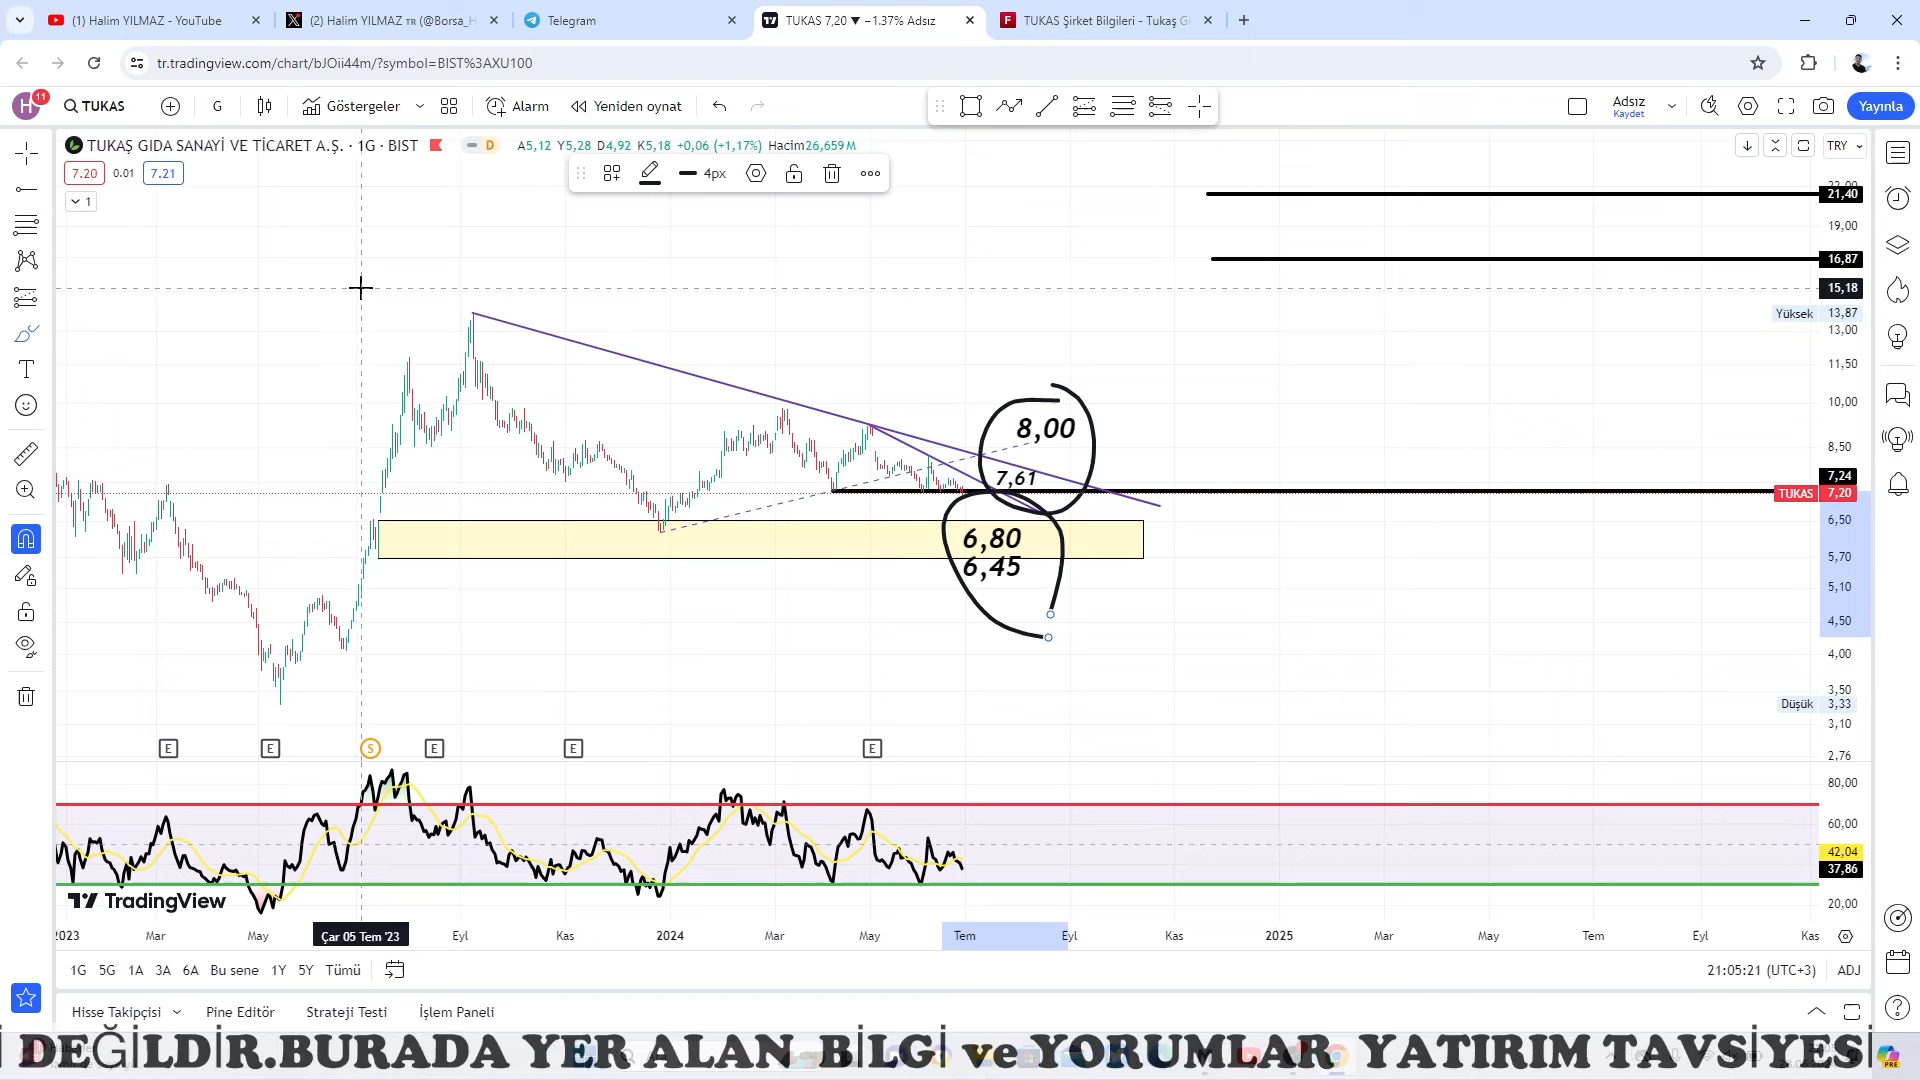 (1) Halim YILMAZ - YouTube
(2) Halim YILMAZ TR (@Borsa_H
Telegram
TUKAS 7,20 ▼ −1.37% Adsız
TUKAS Şirket Bilgileri - Tukaş G
tr.tradingview.com/chart/bJOii44m/?symbol=BIST%3AXU100
H 11
TUKAS
G
Göstergeler
Alarm
Yeniden oynat
Adsız
Kaydet
Yayınla
TUKAŞ GIDA SANAYİ VE TİCARET A.Ş. · 1G · BIST
D
A5,12 Y5,28 D4,92 K5,18 +0,06 (+1,17%) Hacim26,659M
TRY
7.20 0.01 7.21
4px
1
22,00
21,40
19,00
16,87
15,18
Yüksek 13,87
13,00
11,50
10,00
8,00
8,50
7,61
7,24
TUKAS 7,20
6,80
6,50
6,45
5,70
5,10
4,50
4,00
3,50
Düşük 3,33
3,10
E E S E E E
2,76
80,00
60,00
42,04
37,86
20,00
TradingView
2023 Mar May Çar 05 Tem '23 Eyl Kas 2024 Mar May Tem Eyl Kas 2025 Mar May Tem Eyl Kas
1G 5G 1A 3A 6A Bu sene 1Y 5Y Tümü
21:05:21 (UTC+3) ADJ
Hisse Takipçisi Pine Editör Strateji Testi İşlem Paneli
İ DEĞİLDİR.BURADA YER ALAN BİLGİ ve YORUMLAR YATIRIM TAVSİYESİ